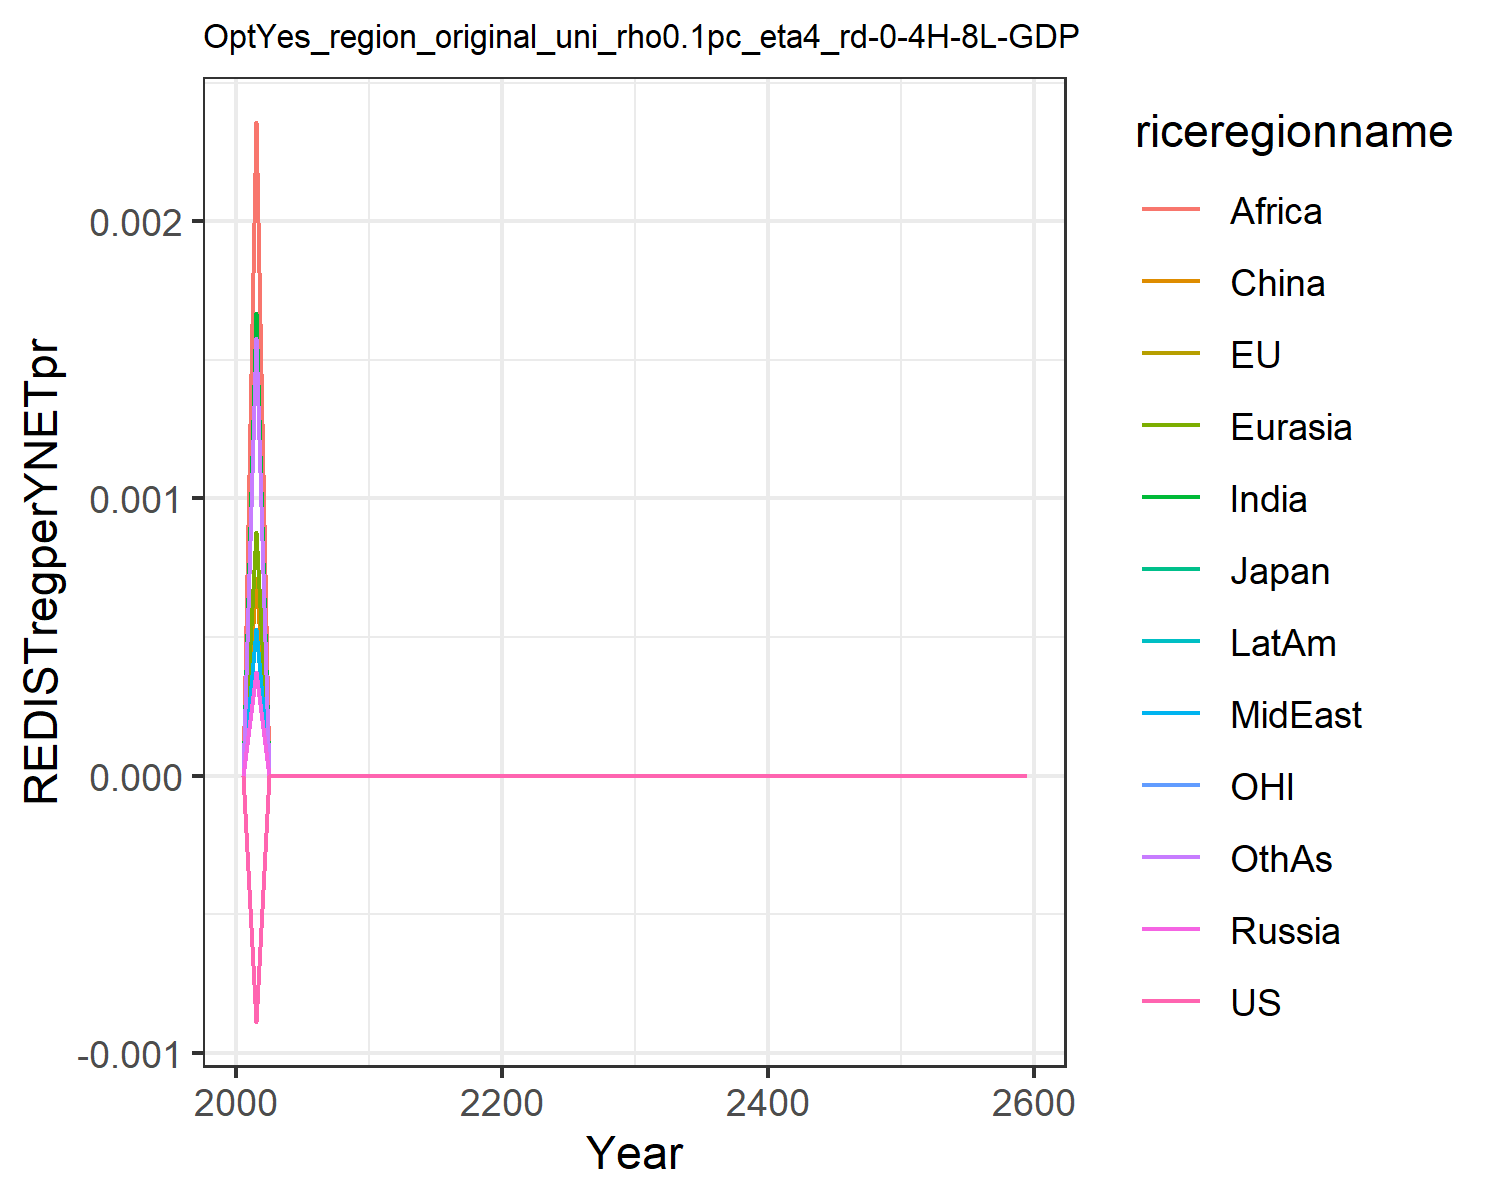 OptYes_region_original_uni_rho0.1pc_eta4_rd-0-4H-8L-GDP
REDISTregperYNETpr
0.002
0.001
0.000
-0.001
2000 2200 2400 2600
Year
riceregionname
Africa
China
EU
Eurasia
India
Japan
LatAm
MidEast
OHI
OthAs
Russia
US